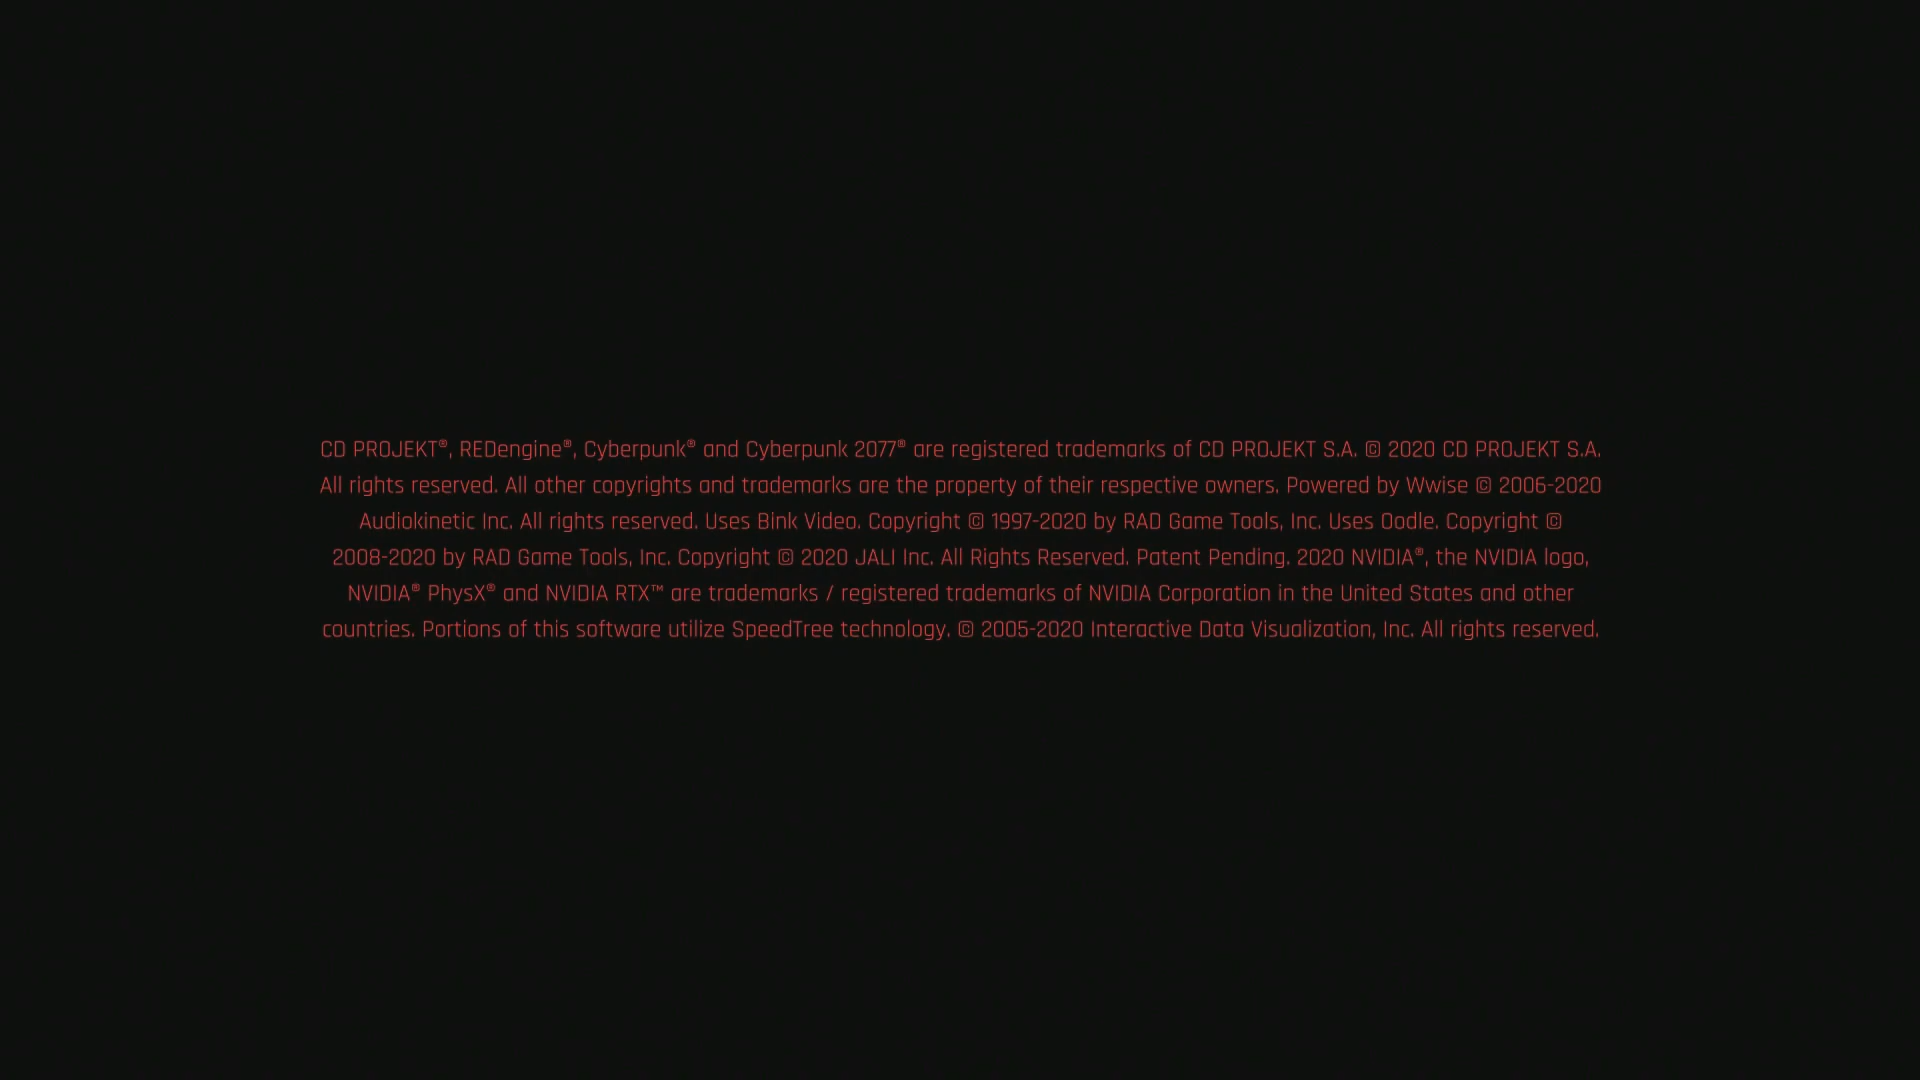 CD PROJEKT®, REDengine®, Cyberpunk® and Cyberpunk 2077® are registered trademarks of CD PROJEKT S.A. © 2020 CD PROJEKT S.A.
All rights reserved. All other copyrights and trademarks are the property of their respective owners. Powered by Wwise © 2006-2020
Audiokinetic Inc. All rights reserved. Uses Bink Video. Copyright © 1997-2020 by RAD Game Tools, Inc. Uses Oodle. Copyright ©
2008-2020 by RAD Game Tools, Inc. Copyright © 2020 JALI Inc. All Rights Reserved. Patent Pending. 2020 NVIDIA®, the NVIDIA logo,
NVIDIA® PhysX® and NVIDIA RTX™ are trademarks / registered trademarks of NVIDIA Corporation in the United States and other
countries. Portions of this software utilize SpeedTree technology. © 2005-2020 Interactive Data Visualization, Inc. All rights reserved.